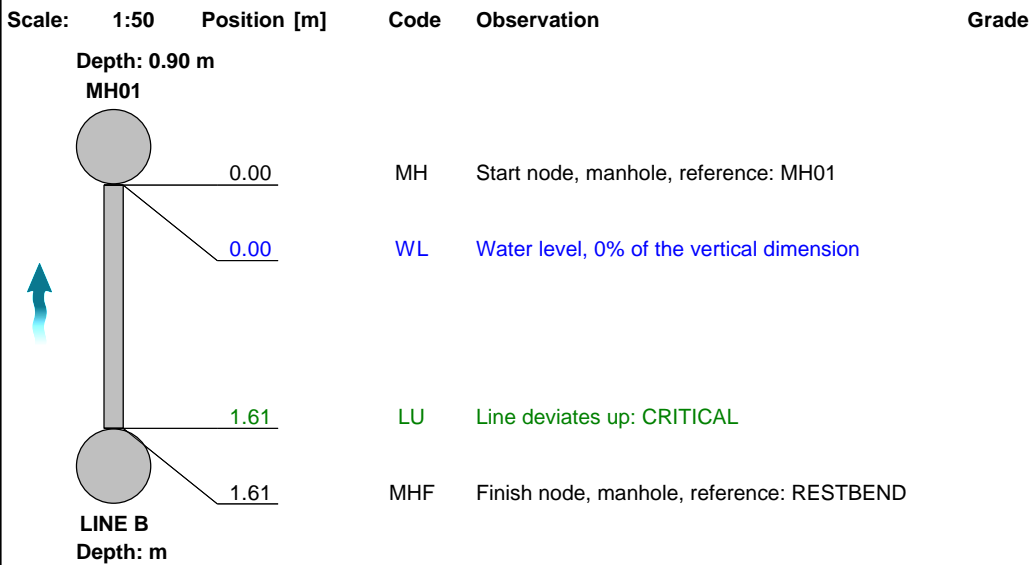 Scale: 1:50 Position [m] Code Observation Grade
Depth: 0.90 m
MH01
0.00 MH Start node, manhole, reference: MH01
0.00 WL Water level, 0% of the vertical dimension
1.61 LU Line deviates up: CRITICAL
1.61 MHF Finish node, manhole, reference: RESTBEND
LINE B
Depth: m